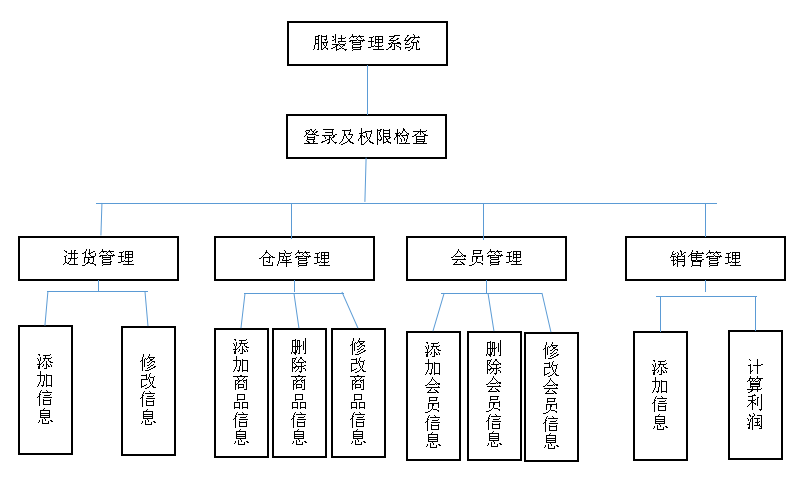 服装管理系统
登录及权限检查
进货管理
仓库管理
会员管理
销售管理
添加信息
修改信息
添加商品信息
删除商品信息
修改商品信息
添加会员信息
删除会员信息
修改会员信息
添加信息
计算利润